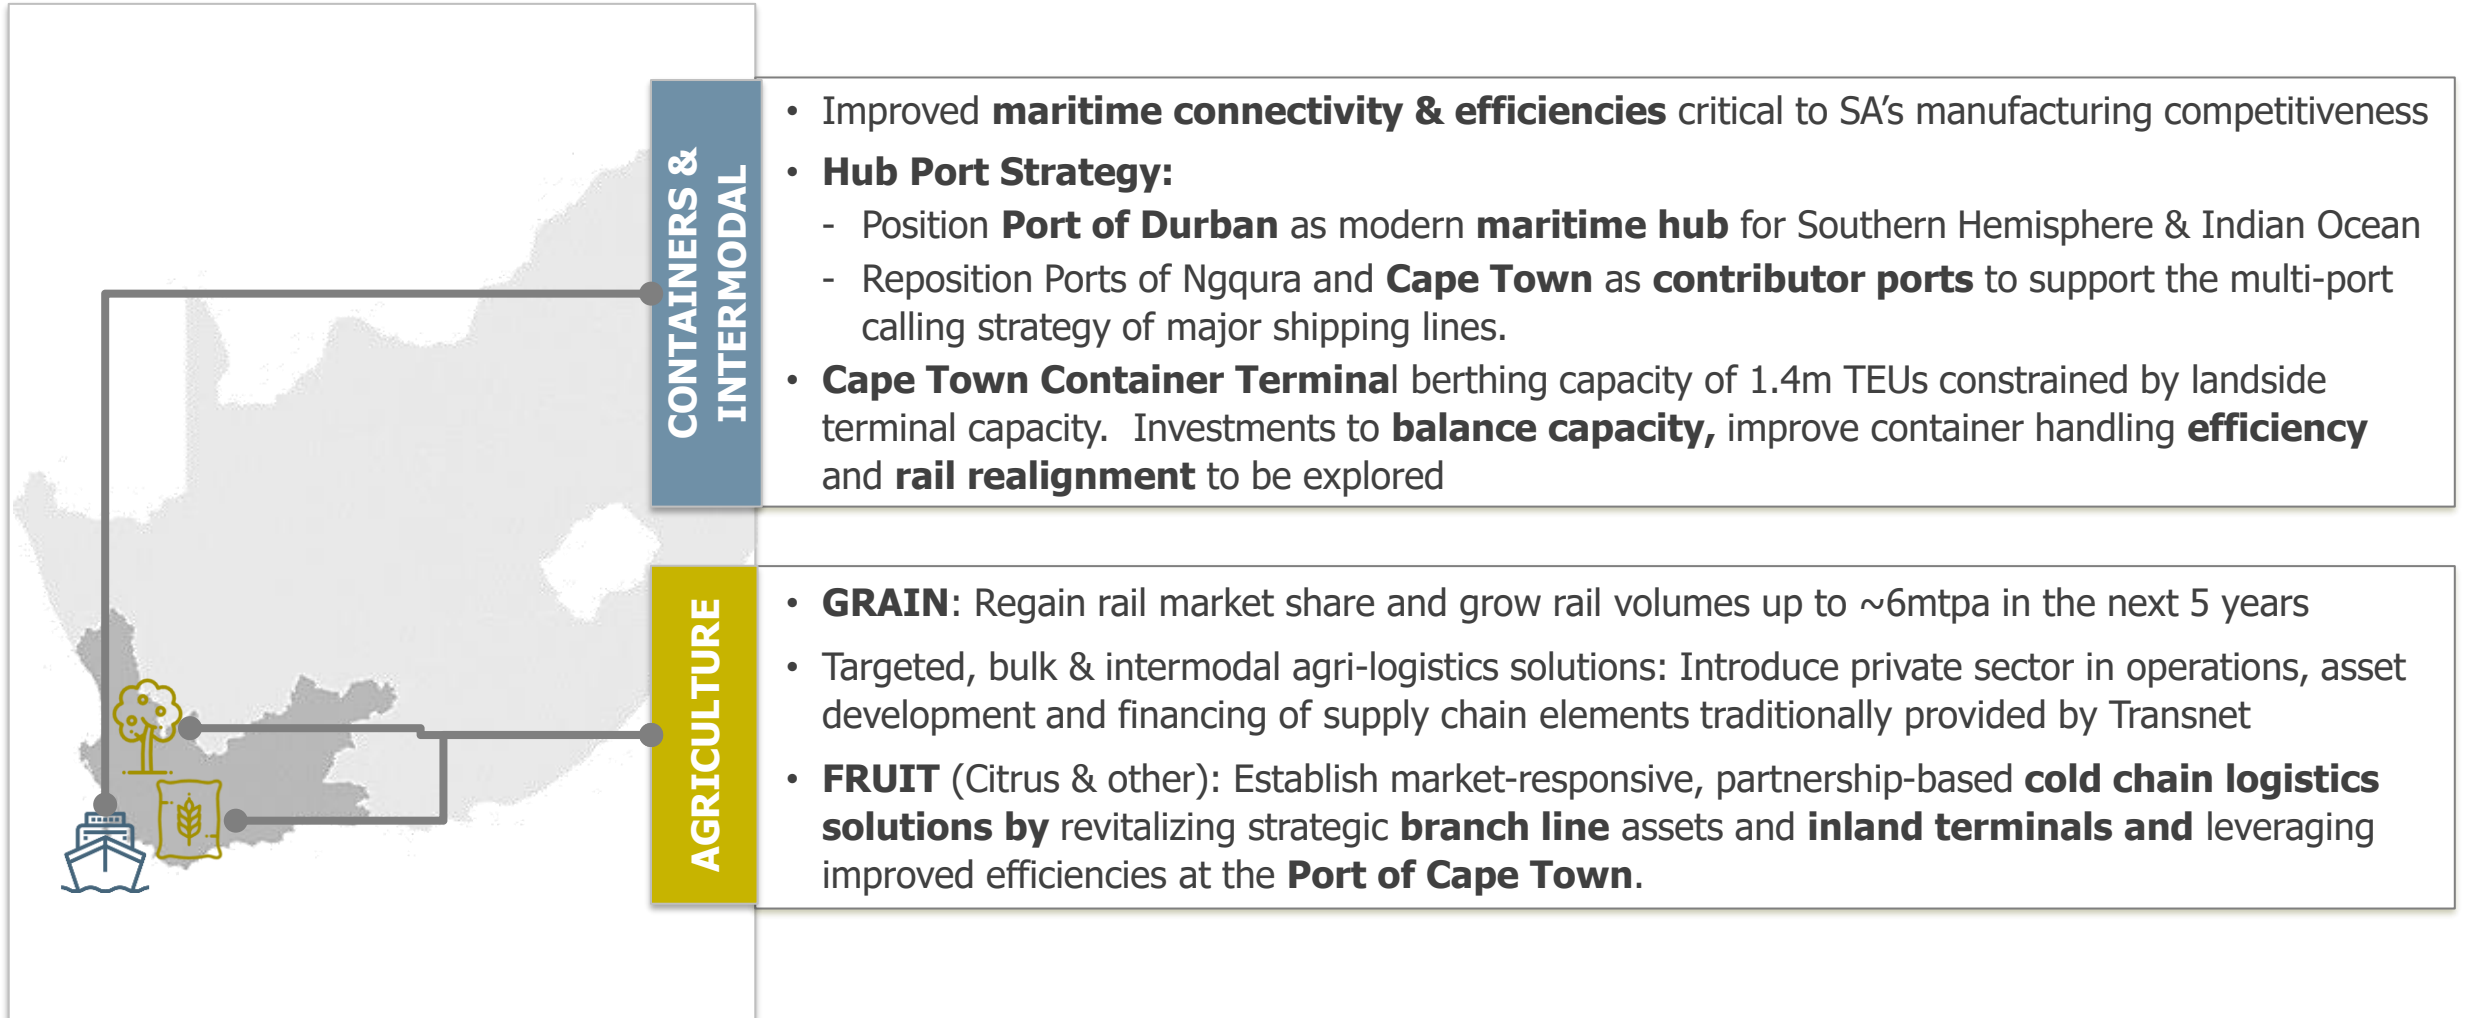 CONTAINERS &
INTERMODAL
• Improved maritime connectivity & efficiencies critical to SA’s manufacturing competitiveness
• Hub Port Strategy:
- Position Port of Durban as modern maritime hub for Southern Hemisphere & Indian Ocean
- Reposition Ports of Ngqura and Cape Town as contributor ports to support the multi-port
calling strategy of major shipping lines.
• Cape Town Container Terminal berthing capacity of 1.4m TEUs constrained by landside
terminal capacity.  Investments to balance capacity, improve container handling efficiency
and rail realignment to be explored
AGRICULTURE
• GRAIN: Regain rail market share and grow rail volumes up to ~6mtpa in the next 5 years
• Targeted, bulk & intermodal agri-logistics solutions: Introduce private sector in operations, asset
development and financing of supply chain elements traditionally provided by Transnet
• FRUIT (Citrus & other): Establish market-responsive, partnership-based cold chain logistics
solutions by revitalizing strategic branch line assets and inland terminals and leveraging
improved efficiencies at the Port of Cape Town.